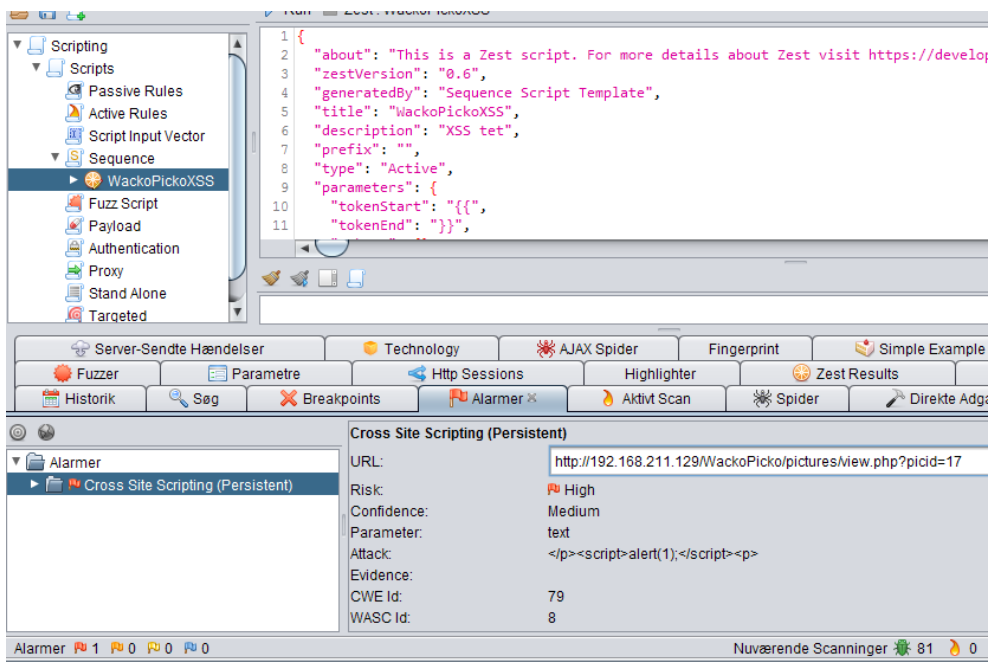 Run Zest : WackoPickoXSS
Scripting
Scripts
Passive Rules
Active Rules
Script Input Vector
Sequence
WackoPickoXSS
Fuzz Script
Payload
Authentication
Proxy
Stand Alone
Targeted
1 {
2 "about": "This is a Zest script. For more details about Zest visit https://develop
3 "zestVersion": "0.6",
4 "generatedBy": "Sequence Script Template",
5 "title": "WackoPickoXSS",
6 "description": "XSS tet",
7 "prefix": "",
8 "type": "Active",
9 "parameters": {
10 "tokenStart": "{{",
11 "tokenEnd": "}}",
Server-Sendte Hændelser Technology AJAX Spider Fingerprint Simple Example
Fuzzer Parametre Http Sessions Highlighter Zest Results
Historik Søg Breakpoints Alarmer Aktivt Scan Spider Direkte Adga
Alarmer
Cross Site Scripting (Persistent)
Cross Site Scripting (Persistent)
URL: http://192.168.211.129/WackoPicko/pictures/view.php?picid=17
Risk: High
Confidence: Medium
Parameter: text
Attack: </p><script>alert(1);</script><p>
Evidence:
CWE Id: 79
WASC Id: 8
Alarmer 1 0 0 0 Nuværende Scanninger 81 0